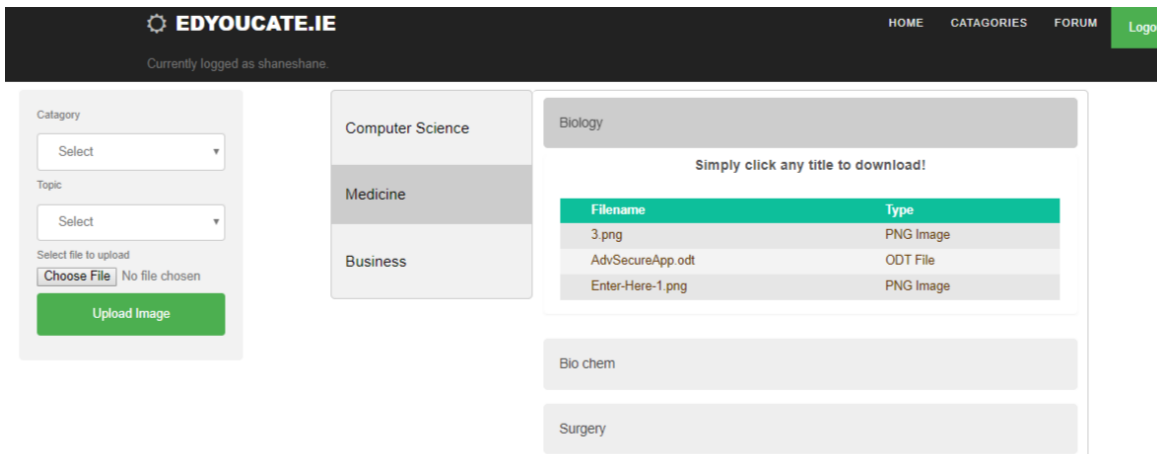 EDYOUCATE.IE
HOME CATAGORIES FORUM Logo
Currently logged as shaneshane.
Catagory
Select
Topic
Select
Select file to upload
Choose File No file chosen
Upload Image
Computer Science
Medicine
Business
Biology
Simply click any title to download!
Filename Type
3.png PNG Image
AdvSecureApp.odt ODT File
Enter-Here-1.png PNG Image
Bio chem
Surgery